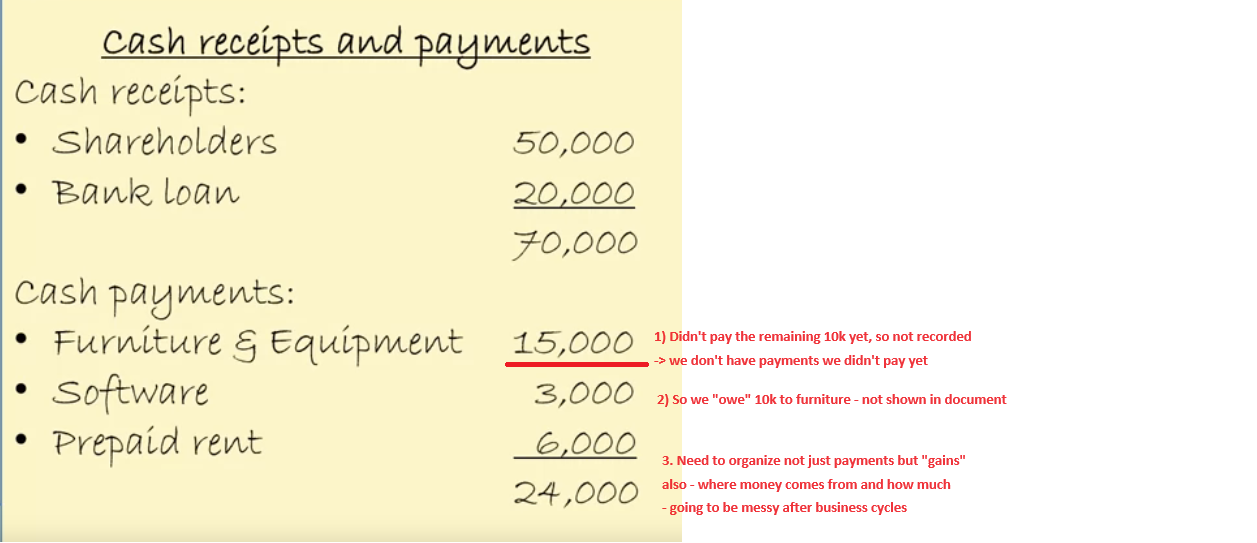 Cash receipts and payments
Cash receipts:
• Shareholders 50,000
• Bank loan 20,000
70,000
Cash payments:
• Furniture & Equipment 15,000
1) Didn't pay the remaining 10k yet, so not recorded
-> we don't have payments we didn't pay yet
• Software 3,000
2) So we "owe" 10k to furniture - not shown in document
• Prepaid rent 6,000
24,000
3. Need to organize not just payments but "gains"
also - where money comes from and how much
- going to be messy after business cycles